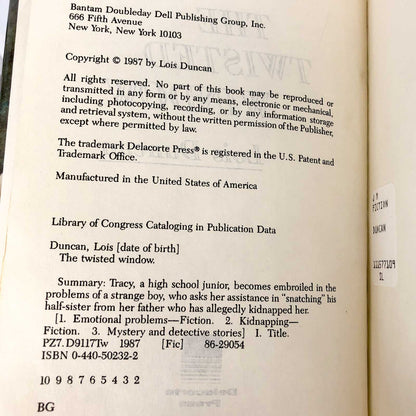 Bantam Doubleday Dell Publishing Group, Inc.
666 Fifth Avenue
New York, New York 10103
Copyright © 1987 by Lois Duncan
All rights reserved. No part of this book may be reproduced or
transmitted in any form or by any means, electronic or mechanical,
including photocopying, recording, or by any information storage
and retrieval system, without the written permission of the Publisher,
except where permitted by law.
The trademark Delacorte Press® is registered in the U.S. Patent and
Trademark Office.
Manufactured in the United States of America
Library of Congress Cataloging in Publication Data
Duncan, Lois [date of birth]
The twisted window.
Summary: Tracy, a high school junior, becomes embroiled in the
problems of a strange boy, who asks her assistance in "snatching" his
half-sister from her father who has allegedly kidnapped her.
[1. Emotional problems—Fiction. 2. Kidnapping—
Fiction. 3. Mystery and detective stories] 1. Title.
PZ7.D9117Tw 1987 [Fic] 86-29054
ISBN 0-440-50232-2
10 9 8 7 6 5 4 3 2
BG
J P
FICTION
DUNCAN
IL
THE
TWISTED
Delacorte
Press